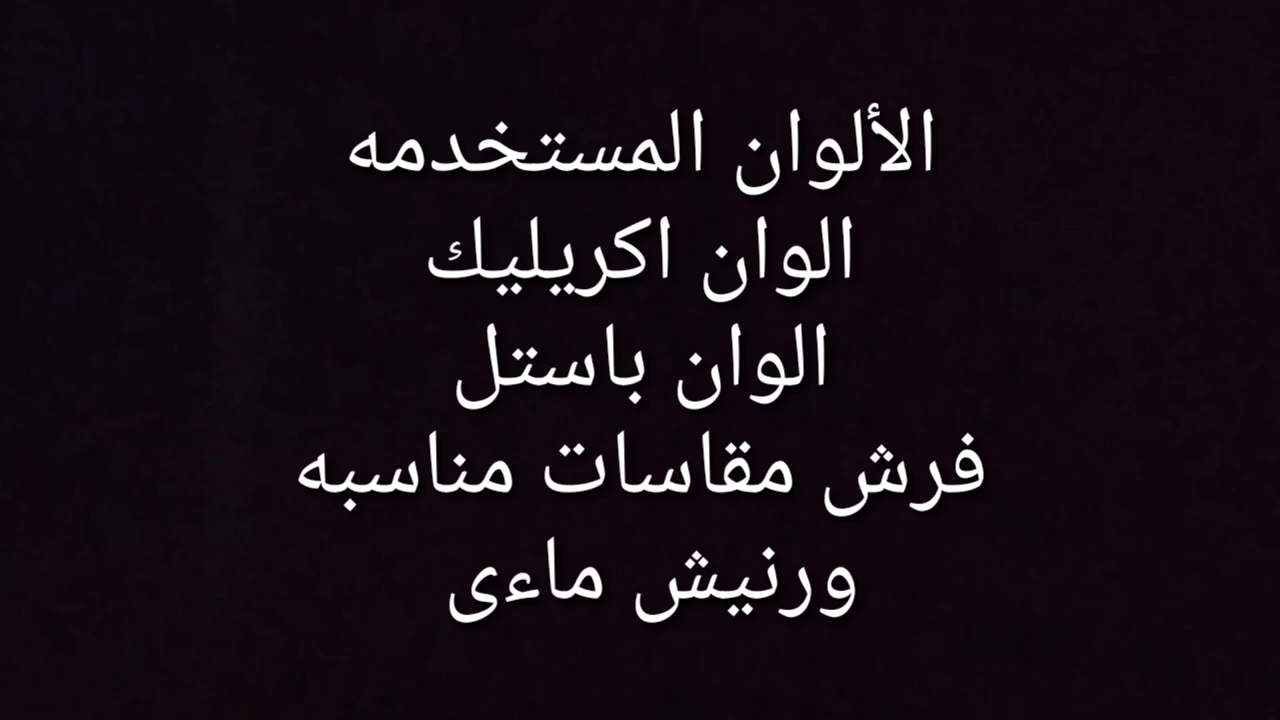 الألوان المستخدمه
الوان اكريليك
الوان باستل
فرش مقاسات مناسبه
ورنيش ماءى